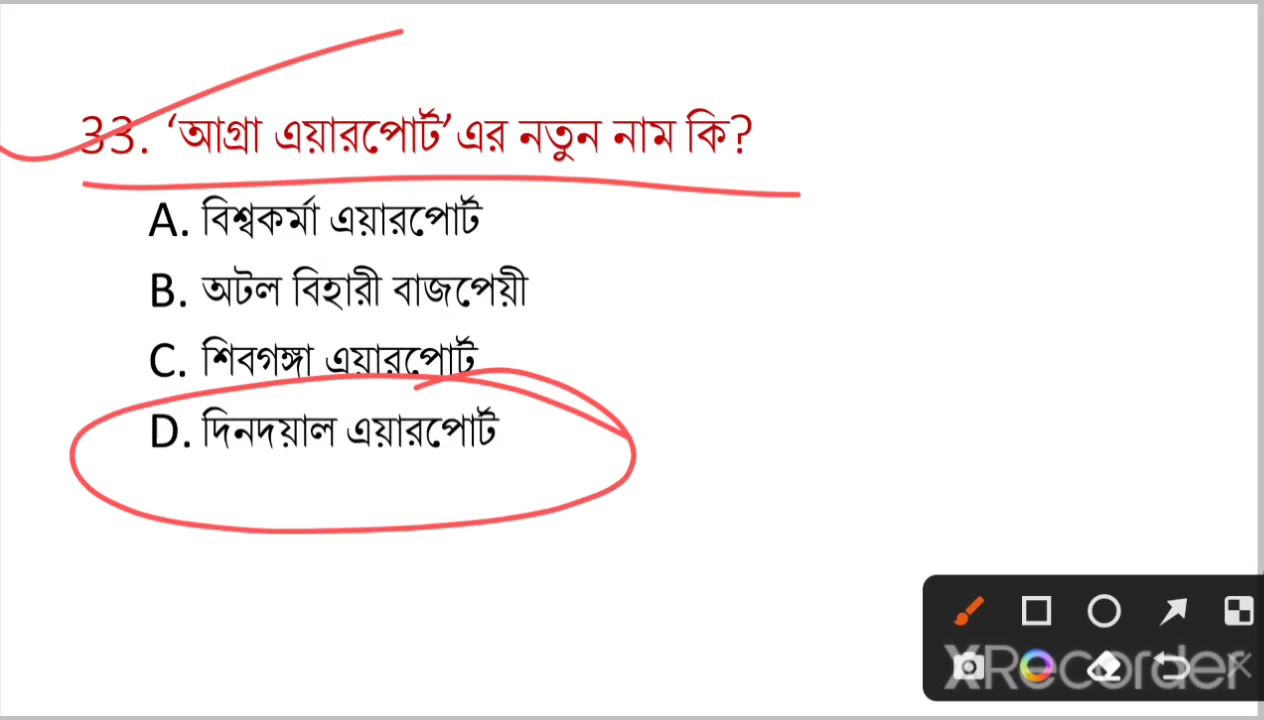 33. ‘আগ্রা এয়ারপোর্ট’এর নতুন নাম কি?
A. বিশ্বকর্মা এয়ারপোর্ট
B. অটল বিহারী বাজপেয়ী
C. শিবগঙ্গা এয়ারপোর্ট
D. দিনদয়াল এয়ারপোর্ট
XRecorder